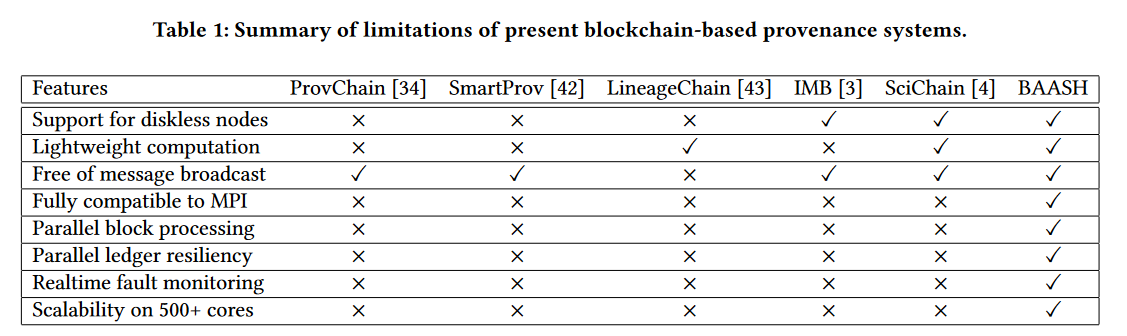 Table 1: Summary of limitations of present blockchain-based provenance systems.
Features ProvChain [34] SmartProv [42] LineageChain [43] IMB [3] SciChain [4] BAASH
Support for diskless nodes × × × ✓ ✓ ✓
Lightweight computation × × ✓ × ✓ ✓
Free of message broadcast ✓ ✓ × ✓ ✓ ✓
Fully compatible to MPI × × × × × ✓
Parallel block processing × × × × × ✓
Parallel ledger resiliency × × × × × ✓
Realtime fault monitoring × × × × × ✓
Scalability on 500+ cores × × × × × ✓